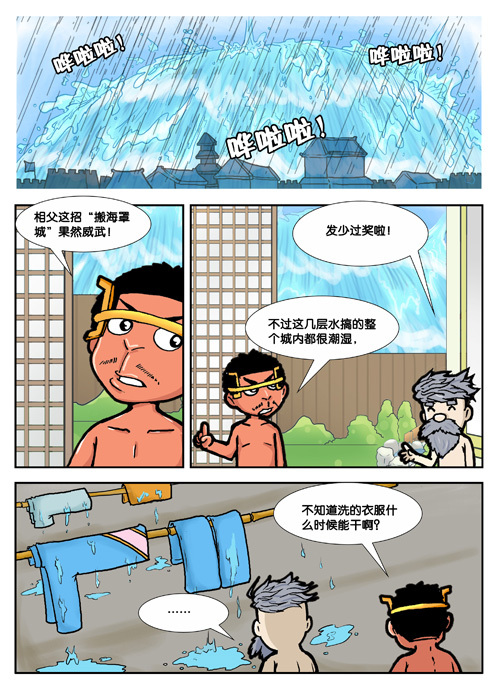 哗啦啦！
哗啦啦！
哗啦啦！
相父这招“搬海罩
城”果然威武！
发少过奖啦！
不过这几层水搞的整
个城内都很潮湿，
不知道洗的衣服什
么时候能干啊？
……